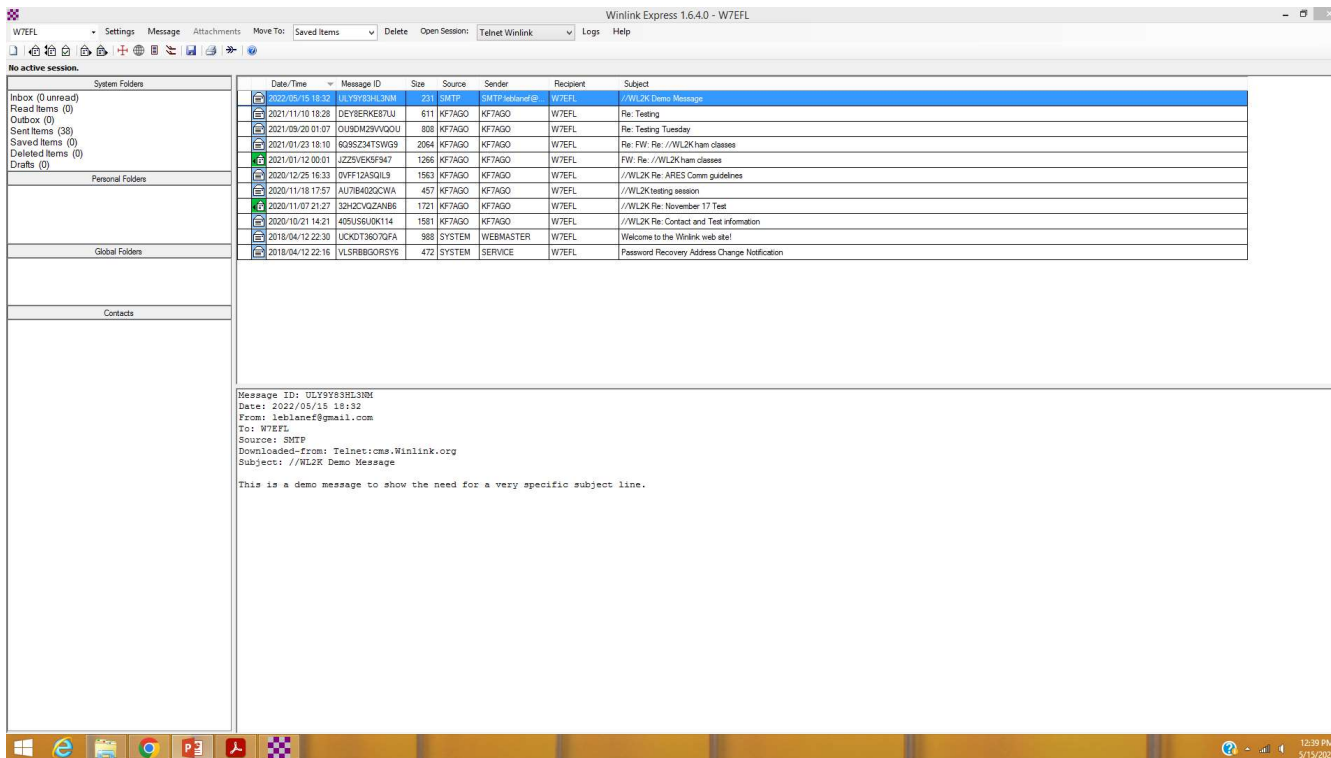 Winlink Express 1.6.4.0 - W7EFL
W7EFL Settings Message Attachments Move To: Saved Items Delete Open Session: Telnet Winlink Logs Help
No active session.
System Folders
Inbox (0 unread)
Read Items (0)
Outbox (0)
Sent Items (38)
Saved Items (0)
Deleted Items (0)
Drafts (0)
Personal Folders
Global Folders
Contacts
Date/Time Message ID Size Source Sender Recipient Subject
2022/05/15 18:32 ULY9Y83HL3NM 231 SMTP SMTP:leblanef@... W7EFL //WL2K Demo Message
2021/11/10 18:28 DEY8ERKE87UJ 611 KF7AGO KF7AGO W7EFL Re: Testing
2021/09/20 01:07 OU9DM29VVQOU 808 KF7AGO KF7AGO W7EFL Re: Testing Tuesday
2021/01/23 18:10 6Q9SZ34TSWG9 2064 KF7AGO KF7AGO W7EFL Re: FW: Re: //WL2K ham classes
2021/01/12 00:01 JZZ5VEK5F947 1266 KF7AGO KF7AGO W7EFL FW: Re: //WL2K ham classes
2020/12/25 16:33 0VFF12ASQIL9 1563 KF7AGO KF7AGO W7EFL //WL2K Re: ARES Comm guidelines
2020/11/18 17:57 AU7IB402QCWA 457 KF7AGO KF7AGO W7EFL //WL2K testing session
2020/11/07 21:27 32H2CVQZANB6 1721 KF7AGO KF7AGO W7EFL //WL2K Re: November 17 Test
2020/10/21 14:21 405US6U0K114 1581 KF7AGO KF7AGO W7EFL //WL2K Re: Contact and Test information
2018/04/12 22:30 UCKDT36O7QFA 988 SYSTEM WEBMASTER W7EFL Welcome to the Winlink web site!
2018/04/12 22:16 VLSRBBGORSY6 472 SYSTEM SERVICE W7EFL Password Recovery Address Change Notification
Message ID: ULY9Y83HL3NM
Date: 2022/05/15 18:32
From: leblanef@gmail.com
To: W7EFL
Source: SMTP
Downloaded-from: Telnet:cms.Winlink.org
Subject: //WL2K Demo Message
This is a demo message to show the need for a very specific subject line.
12:39 PM
5/15/202